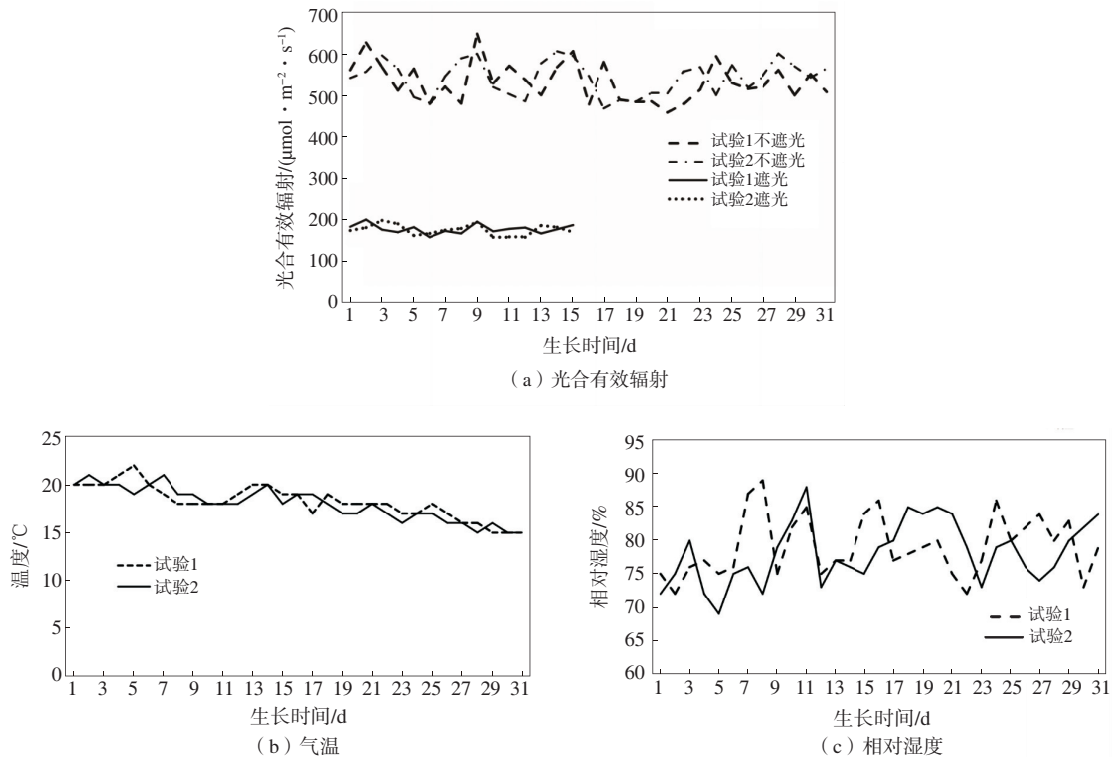 700
600
500
400
300
200
100
0
光合有效辐射/(μmol·m⁻²·s⁻¹)
试验1不遮光
试验2不遮光
试验1遮光
试验2遮光
1 3 5 7 9 11 13 15 17 19 21 23 25 27 29 31
生长时间/d
（a）光合有效辐射
25
20
15
10
5
0
温度/℃
试验1
试验2
1 3 5 7 9 11 13 15 17 19 21 23 25 27 29 31
生长时间/d
（b）气温
95
90
85
80
75
70
65
60
相对湿度/%
试验1
试验2
1 3 5 7 9 11 13 15 17 19 21 23 25 27 29 31
生长时间/d
（c）相对湿度